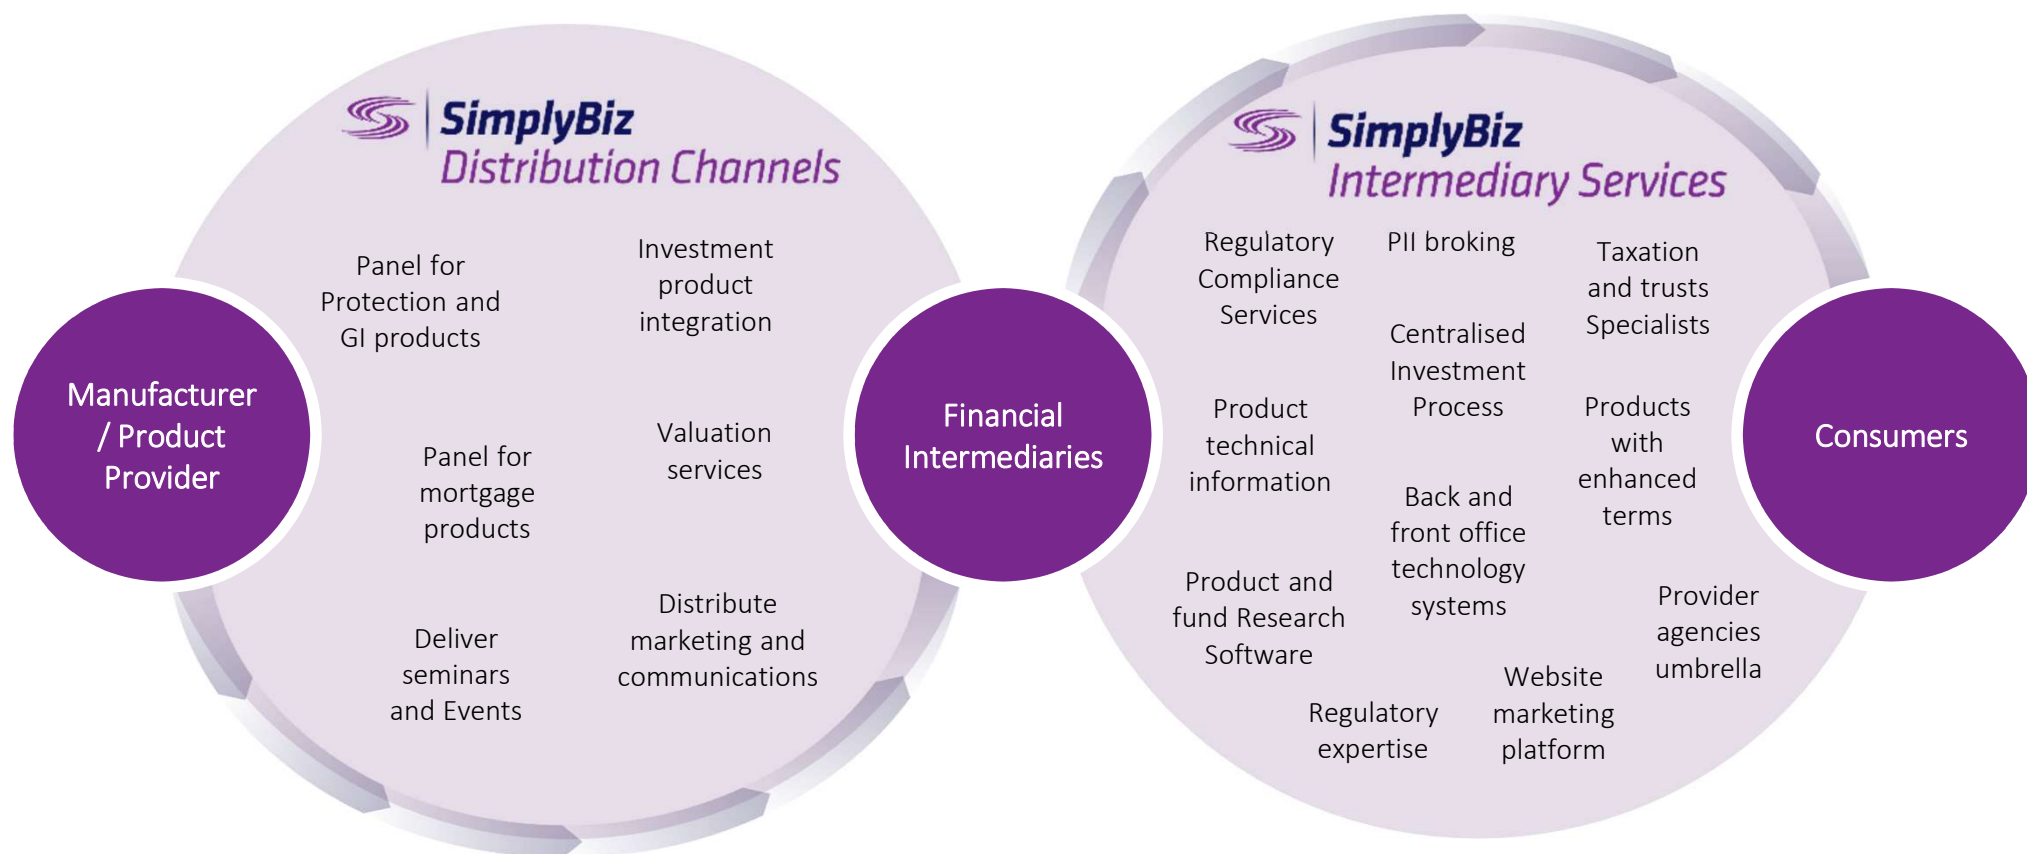 SimplyBiz
Distribution Channels
Panel for
Protection and
GI products
Investment
product
integration
Manufacturer
/ Product
Provider
Panel for
mortgage
products
Valuation
services
Deliver
seminars
and Events
Distribute
marketing and
communications
Financial
Intermediaries
SimplyBiz
Intermediary Services
Regulatory
Compliance
Services
PII broking
Taxation
and trusts
Specialists
Centralised
Investment
Process
Product
technical
information
Products
with
enhanced
terms
Back and
front office
technology
systems
Product and
fund Research
Software
Provider
agencies
umbrella
Regulatory
expertise
Website
marketing
platform
Consumers